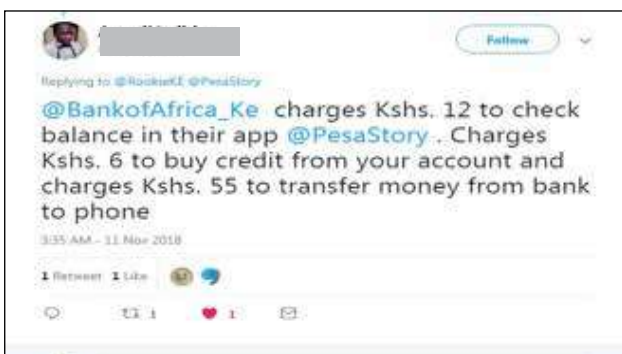 Follow
Replying to @RookieKE @PesaStory
@BankofAfrica_Ke charges Kshs. 12 to check
balance in their app @PesaStory . Charges
Kshs. 6 to buy credit from your account and
charges Kshs. 55 to transfer money from bank
to phone
3:35 AM - 11 Nov 2018
1 Retweet 1 Like
1 1